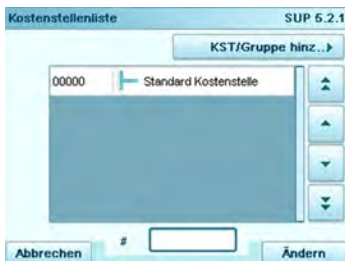 Kostenstellenliste SUP 5.2.1
KST/Gruppe hinz..
00000 Standard Kostenstelle
#
Abbrechen Ändern